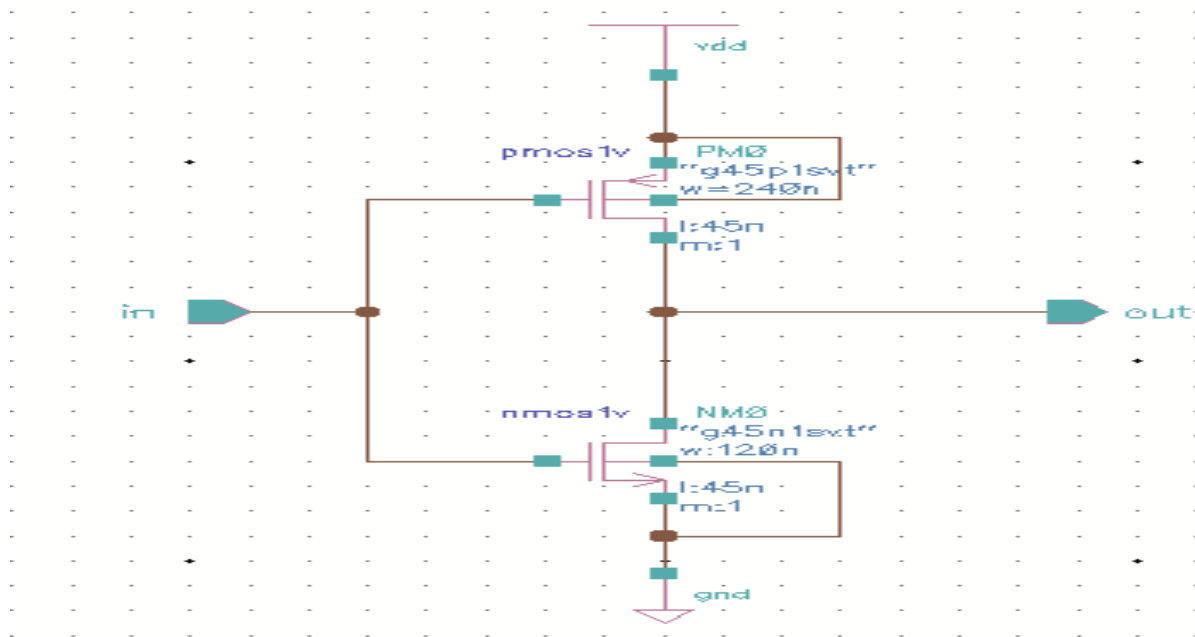 vdd
pmos1v
PM0
"g45p1svt"
w=240n
l:45n
m:1
in
out
nmos1v
NM0
"g45n1svt"
w:120n
l:45n
m:1
gnd